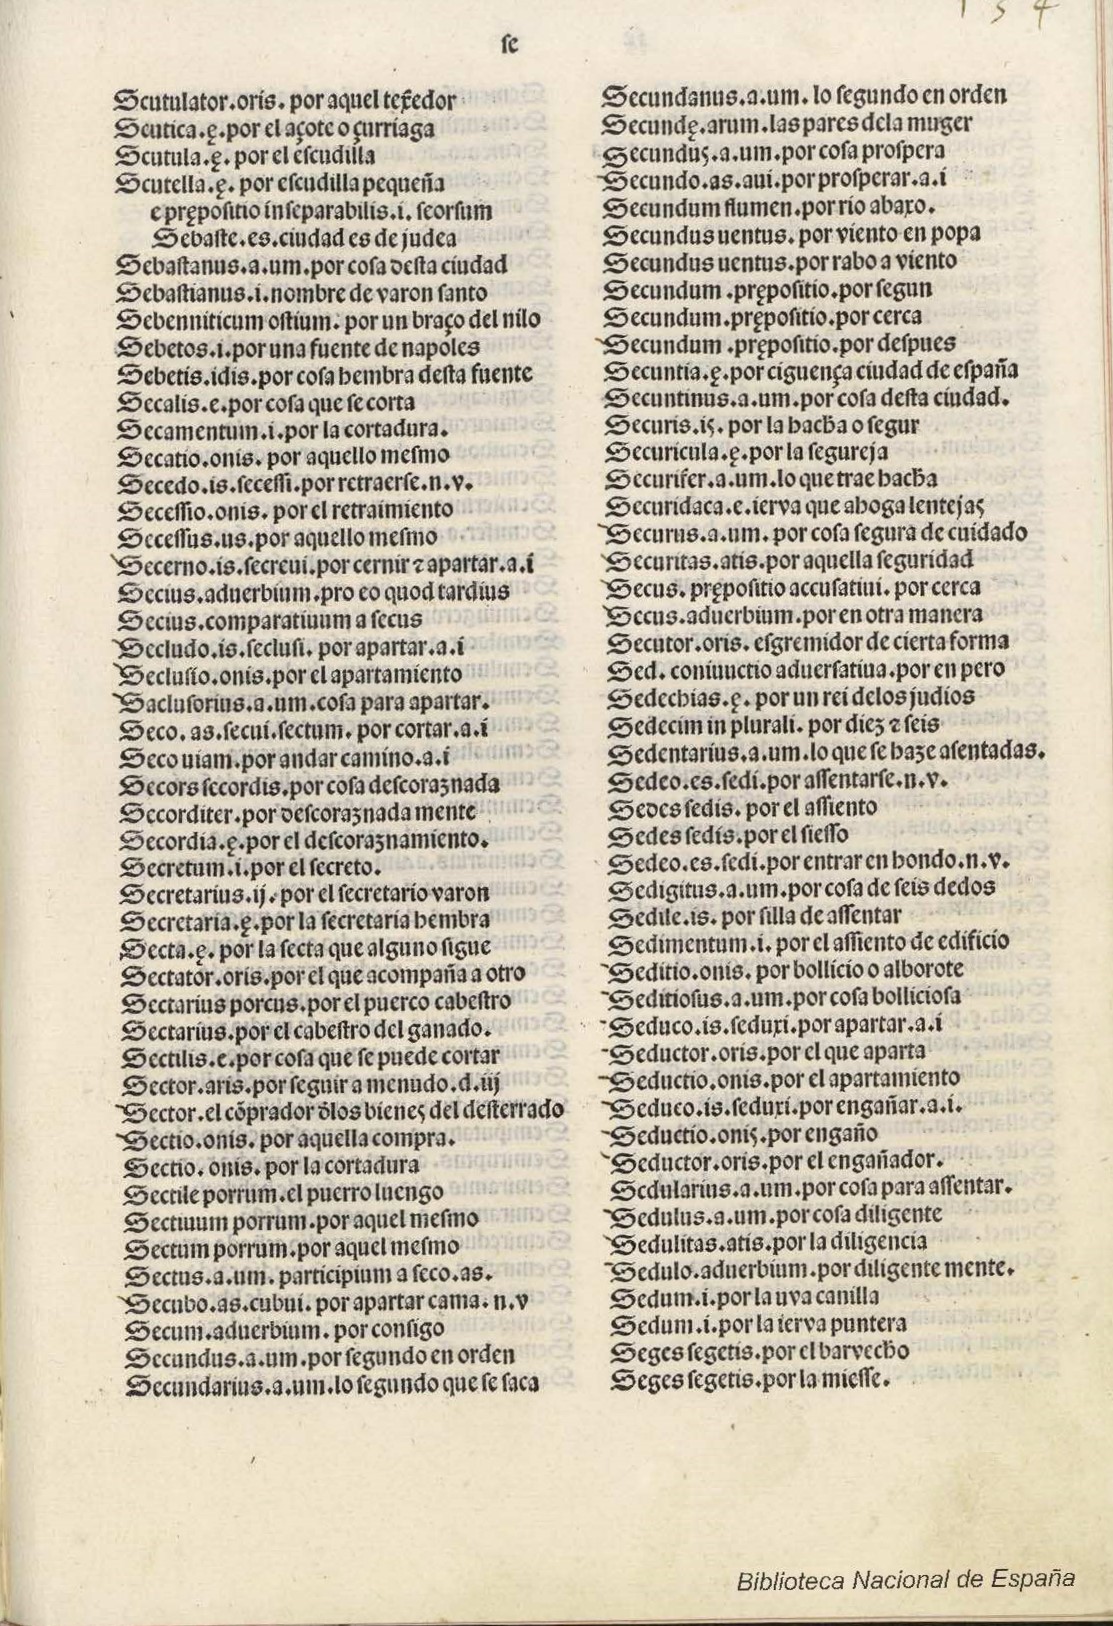 134
ſe
Scutulator.oris. por aquel texedor
Scutica.ę.por el açote o çurriaga
Scutula.ę. por el eſcudilla
Scutella.ę. por eſcudilla pequeña
e prępoſitio inſeparabilis.i. ſeorſum
Sebaſte.es.ciudad es de judea
Sebaſtanus.a.um.por coſa deſta ciudad
Sebaſtianus.i.nombre de varon ſanto
Sebenniticum oſtium. por un braço del nilo
Sebetos.i.por una fuente de napoles
Sebetis.idis.por coſa hembra deſta fuente
Secalis.e.por coſa que ſe corta
Secamentum.i.por la cortadura.
Secatio.onis. por aquello meſmo
Secedo.is.ſeceſſi.por retraerſe.n.v.
Seceſſio.onis. por el retraimiento
Seceſſus.us.por aquello meſmo
Secerno.is.ſecreui.por cernir ⁊ apartar.a.i
Secius.aduerbium.pro eo quod tardius
Secius.comparatiuum a ſecus
Secludo.is.ſecluſi. por apartar.a.i
Secluſio.onis.por el apartamiento
Sacluſorius.a.um.coſa para apartar.
Seco.as.ſecui.ſectum. por cortar.a.i
Seco uiam.por andar camino.a.i
Secors ſecordis.por coſa deſcoraznada
Secorditer.por deſcoraznada mente
Secordia.ę.por el deſcoraznamiento.
Secretum.i.por el ſecreto.
Secretarius.ij. por el ſecretario varon
Secretaria.ę.por la ſecretaria hembra
Secta.ę. por la ſecta que alguno ſigue
Sectator.oris.por el que acompaña a otro
Sectarius porcus.por el puerco cabeſtro
Sectarius.por el cabeſtro del ganado.
Sectilis.e.por coſa que ſe puede cortar
Sector.aris.por ſeguir a menudo.d.iij
Sector.el cõprador ðlos bienes del deſterrado
Sectio.onis. por aquella compra.
Sectio.onis. por la cortadura
Sectile porrum.el puerro luengo
Sectiuum porrum.por aquel meſmo
Sectum porrum.por aquel meſmo
Sectus.a.um. participium a ſeco.as.
Secubo.as.cubui. por apartar cama.n.v
Secum.aduerbium. por conſigo
Secundus.a.um.por ſegundo en orden
Secundarius.a.um.lo ſegundo que ſe ſaca
Secundanus.a.um. lo ſegundo en orden
Secundę.arum.las pares dela muger
Secundus.a.um.por coſa proſpera
Secundo.as.aui.por proſperar.a.i
Secundum flumen.por rio abaxo.
Secundus uentus. por viento en popa
Secundus uentus.por rabo a viento
Secundum .prępoſitio.por ſegun
Secundum.prępoſitio.por cerca
Secundum .prępoſitio.por deſpues
Secuntia.ę.por ciguença ciudad de eſpaña
Secuntinus.a.um.por coſa deſta ciudad.
Securis.is. por la hacha o ſegur
Securicula.ę.por la ſegureja
Securifer.a.um.lo que trae hacha
Securidaca.e.ierva que ahoga lentejas
Securus.a.um. por coſa ſegura de cuidado
Securitas.atis.por aquella ſeguridad
Secus. prępoſitio accuſatiui. por cerca
Secus.aduerbium.por en otra manera
Secutor.oris. eſgremidor de cierta forma
Sed. coniuuctio aduerſatiua.por en pero
Sedechias.ę. por un rei delos judios
Sedecim in plurali. por diez ⁊ ſeis
Sedentarius.a.um.lo que ſe haze aſentadas.
Sedeo.es.ſedi.por aſſentarſe.n.v.
Sedes ſedis. por el aſſiento
Sedes ſedis.por el ſieſſo
Sedeo.es.ſedi.por entrar en hondo.n.v.
Sedigitus.a.um.por coſa de ſeis dedos
Sedile.is. por ſilla de aſſentar
Sedimentum.i. por el aſſiento de edificio
Seditio.onis. por bollicio o alborote
Seditioſus.a.um.por coſa bollicioſa
Seduco.is.ſeduxi.por apartar.a.i
Seductor.oris.por el que aparta
Seductio.onis.por el apartamiento
Seduco.is.ſeduxi.por engañar.a.i.
Seductio.onis.por engaño
Seductor.oris.por el engañador.
Sedularius.a.um.por coſa para aſſentar.
Sedulus.a.um.por coſa diligente
Sedulitas.atis.por la diligencia
Sedulo.aduerbium.por diligente mente.
Sedum.i.por la uva canilla
Sedum.i.por la ierva puntera
Seges ſegetis.por el barvecho
Seges ſegetis.por la mieſſe.
Biblioteca Nacional de España